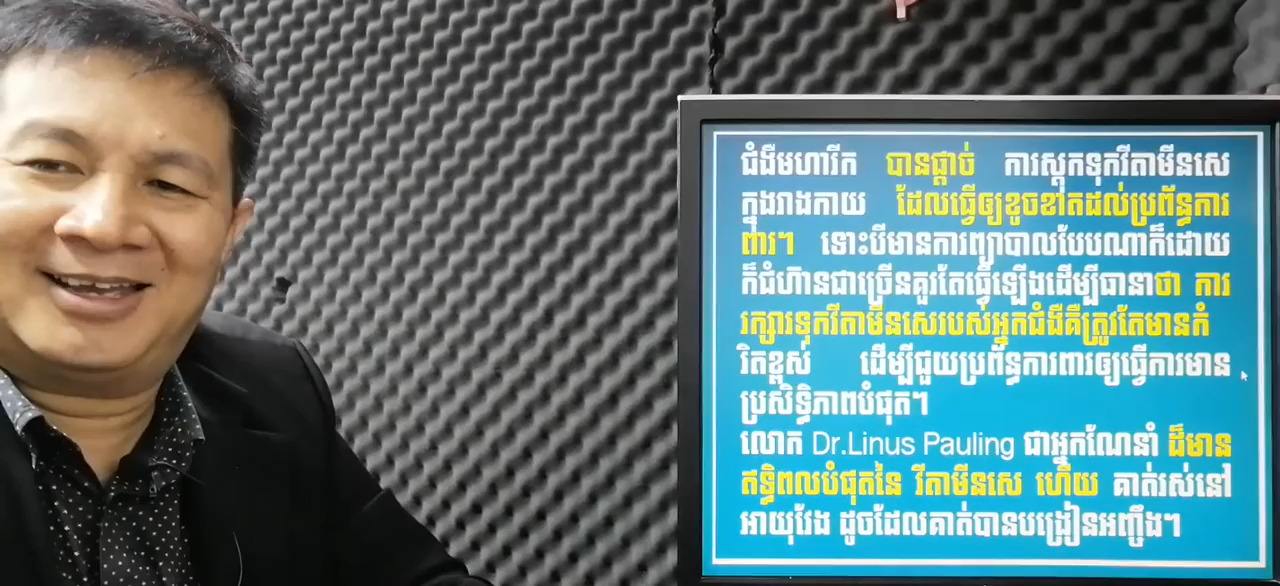 ជំងឺមហារីក បានផ្តាច់ ការស្តុកទុកវីតាមីនសេ
ក្នុងរាងកាយ ដែលធ្វើឲ្យខូចខាតដល់ប្រព័ន្ធការ
ពារ។ ទោះបីមានការព្យាបាលបែបណាក៏ដោយ
ក៏ជំហ៊ានជាច្រើនគួរតែធ្វើឡើងដើម្បីធានាថា ការ
រក្សារទុកវីតាមីនសេរបស់អ្នកជំងឺគឺត្រូវតែមានកំ
រិតខ្ពស់ ដើម្បីជួយប្រព័ន្ធការពារឲ្យធ្វើការមាន
ប្រសិទ្ធិភាពបំផុត។
លោក Dr.Linus Pauling ជាអ្នកណែនាំ ដ៏មាន
ឥទ្ធិពលបំផុតនៃ វីតាមីនសេ ហើយ គាត់រស់នៅ
អាយុវែង ដូចដែលគាត់បានបង្រៀនអញ្ចឹង។